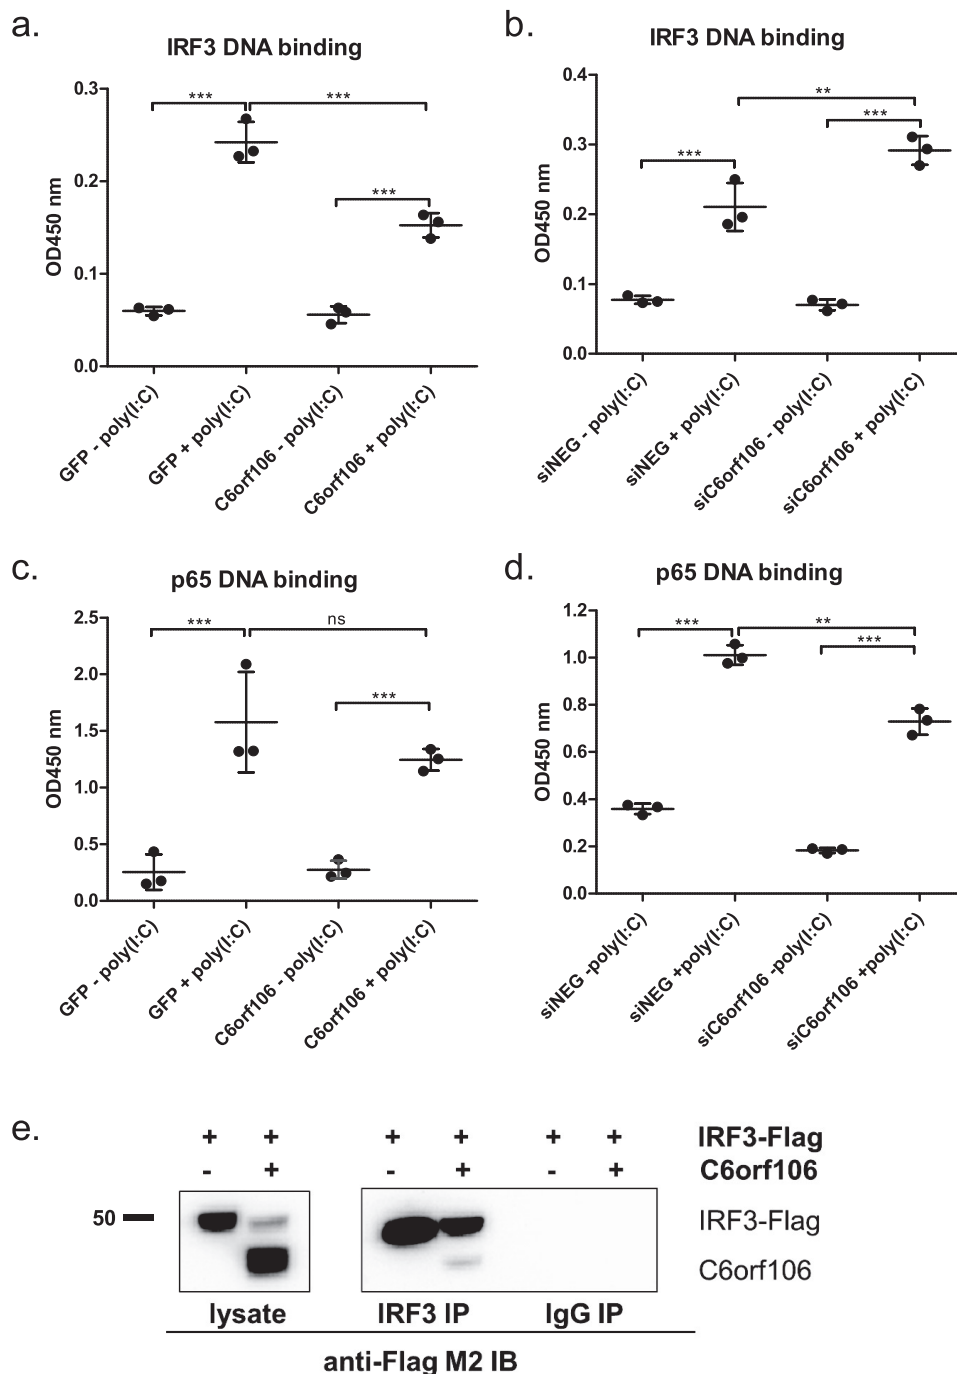 a.
IRF3 DNA binding
OD450 nm
0.3
0.2
0.1
0.0
***
***
***
GFP - poly(I:C)
GFP + poly(I:C)
C6orf106 - poly(I:C)
C6orf106 + poly(I:C)
b.
IRF3 DNA binding
OD450 nm
0.4
0.3
0.2
0.1
0.0
**
***
***
siNEG - poly(I:C)
siNEG + poly(I:C)
siC6orf106 - poly(I:C)
siC6orf106 + poly(I:C)
c.
p65 DNA binding
OD450 nm
2.5
2.0
1.5
1.0
0.5
0.0
***
ns
***
GFP - poly(I:C)
GFP + poly(I:C)
C6orf106 - poly(I:C)
C6orf106 + poly(I:C)
d.
p65 DNA binding
OD450 nm
1.2
1.0
0.8
0.6
0.4
0.2
0.0
***
**
***
siNEG -poly(I:C)
siNEG +poly(I:C)
siC6orf106 -poly(I:C)
siC6orf106 +poly(I:C)
e.
+ + + + + + IRF3-Flag
- + - + - + C6orf106
50
IRF3-Flag
C6orf106
lysate IRF3 IP IgG IP
anti-Flag M2 IB